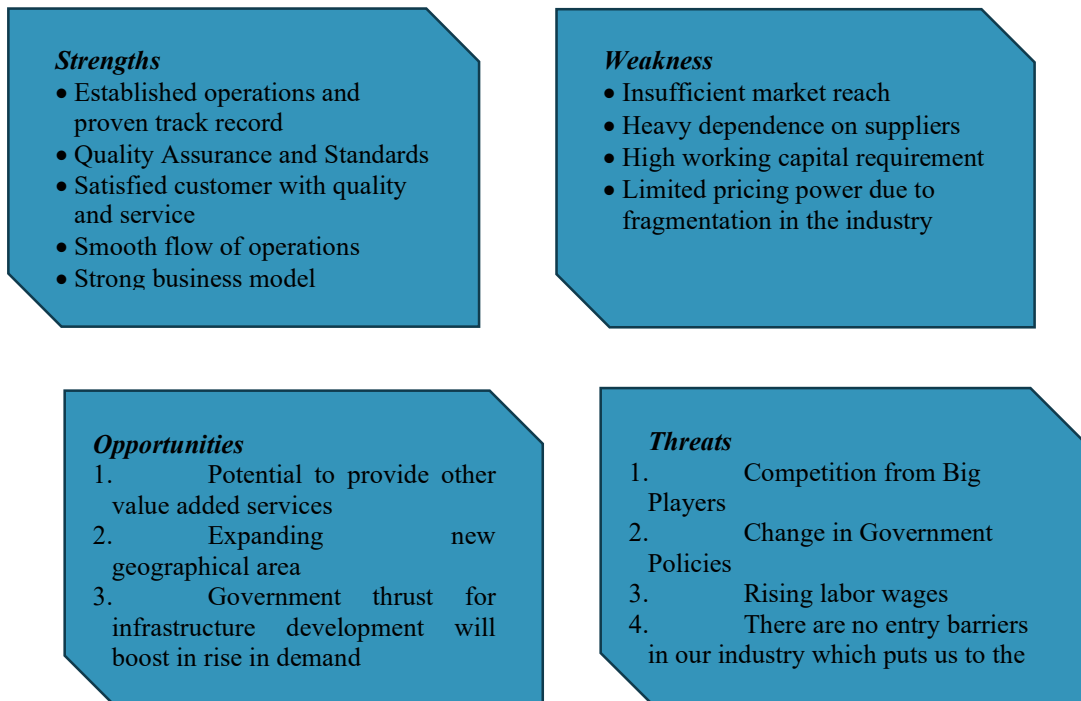 Strengths
• Established operations and
proven track record
• Quality Assurance and Standards
• Satisfied customer with quality
and service
• Smooth flow of operations
• Strong business model
Weakness
• Insufficient market reach
• Heavy dependence on suppliers
• High working capital requirement
• Limited pricing power due to
fragmentation in the industry
Opportunities
1. Potential to provide other
value added services
2. Expanding new
geographical area
3. Government thrust for
infrastructure development will
boost in rise in demand
Threats
1. Competition from Big
Players
2. Change in Government
Policies
3. Rising labor wages
4. There are no entry barriers
in our industry which puts us to the